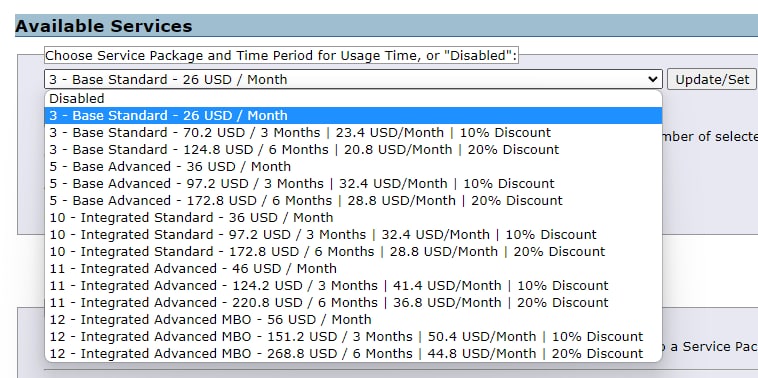 Available Services
Choose Service Package and Time Period for Usage Time, or "Disabled":
3 - Base Standard - 26 USD / Month
Update/Set
Disabled
3 - Base Standard - 26 USD / Month
3 - Base Standard - 70.2 USD / 3 Months | 23.4 USD/Month | 10% Discount
3 - Base Standard - 124.8 USD / 6 Months | 20.8 USD/Month | 20% Discount
of selecte
5 - Base Advanced - 36 USD / Month
5 - Base Advanced - 97.2 USD / 3 Months | 32.4 USD/Month | 10% Discount
5 - Base Advanced - 172.8 USD / 6 Months | 28.8 USD/Month | 20% Discount
10 - Integrated Standard - 36 USD / Month
10 - Integrated Standard - 97.2 USD / 3 Months | 32.4 USD/Month | 10% Discount
10 - Integrated Standard - 172.8 USD / 6 Months | 28.8 USD/Month | 20% Discount
11 - Integrated Advanced - 46 USD / Month
11 - Integrated Advanced - 124.2 USD / 3 Months | 41.4 USD/Month | 10% Discount
11 - Integrated Advanced - 220.8 USD / 6 Months | 36.8 USD/Month | 20% Discount
12 - Integrated Advanced MBO - 56 USD / Month
12 - Integrated Advanced MBO - 151.2 USD / 3 Months | 50.4 USD/Month | 10% Discount
12 - Integrated Advanced MBO - 268.8 USD / 6 Months | 44.8 USD/Month | 20% Discount
a Service Pac